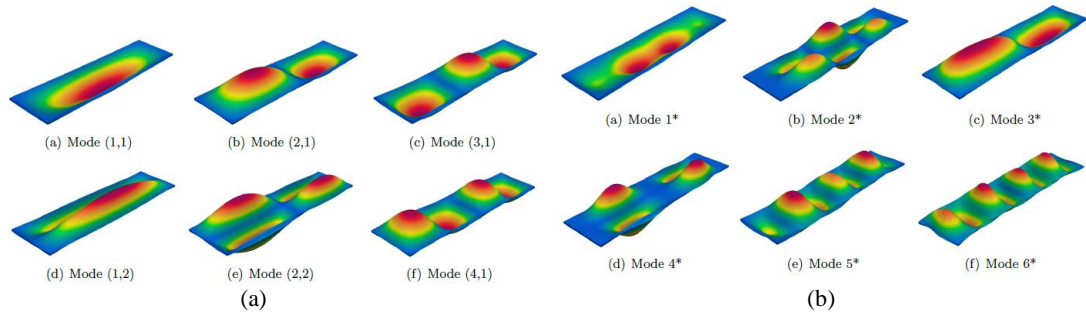 (a) Mode (1,1)
(b) Mode (2,1)
(c) Mode (3,1)
(d) Mode (1,2)
(e) Mode (2,2)
(f) Mode (4,1)
(a)
(a) Mode 1*
(b) Mode 2*
(c) Mode 3*
(d) Mode 4*
(e) Mode 5*
(f) Mode 6*
(b)